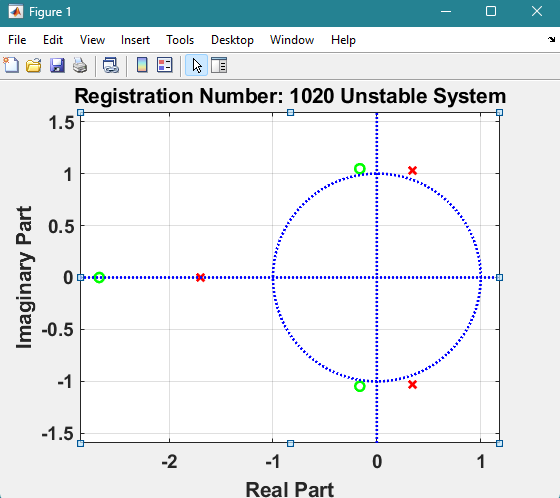 Figure 1
File Edit View Insert Tools Desktop Window Help
Registration Number: 1020 Unstable System
1.5
1
0.5
0
-0.5
-1
-1.5
Imaginary Part
-2 -1 0 1
Real Part